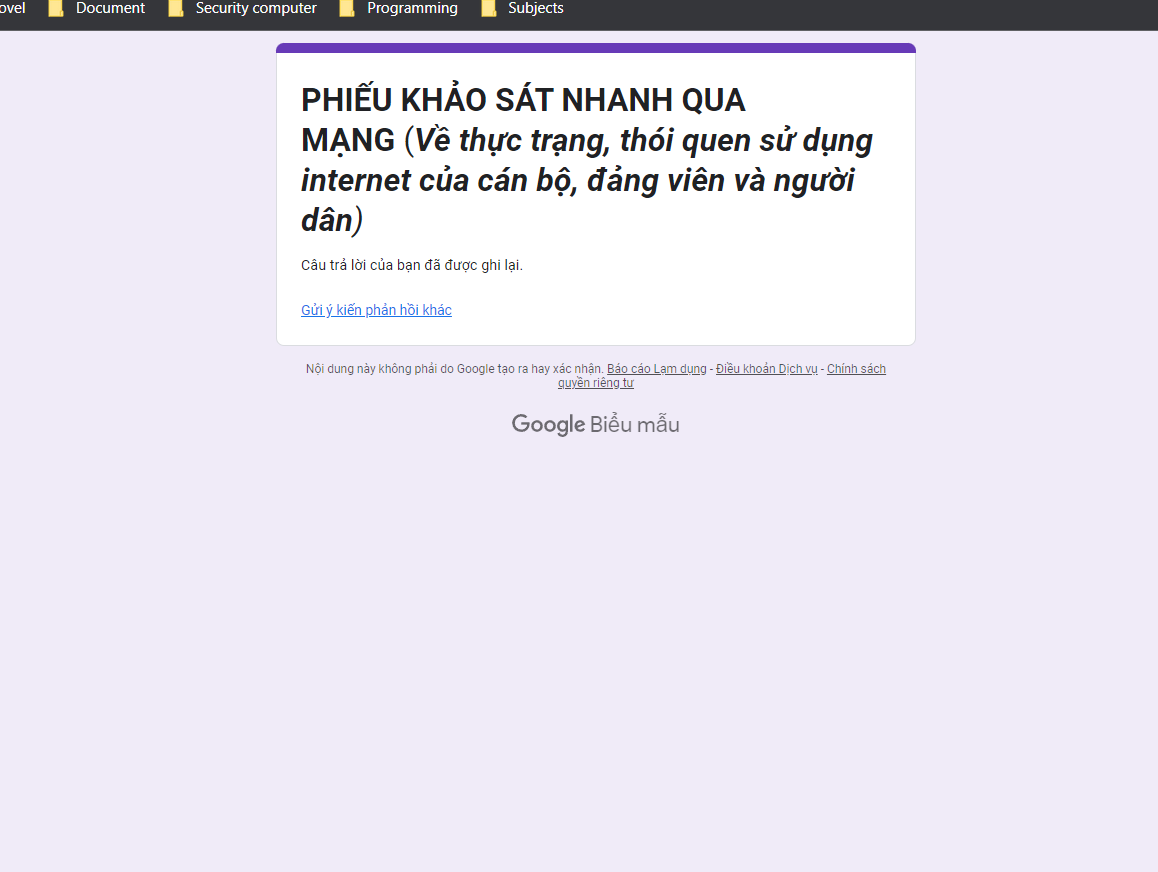 ovel Document Security computer Programming Subjects
PHIẾU KHẢO SÁT NHANH QUA
MẠNG (Về thực trạng, thói quen sử dụng
internet của cán bộ, đảng viên và người
dân)
Câu trả lời của bạn đã được ghi lại.
Gửi ý kiến phản hồi khác
Nội dung này không phải do Google tạo ra hay xác nhận. Báo cáo Lạm dụng - Điều khoản Dịch vụ - Chính sách
quyền riêng tư
Google Biểu mẫu